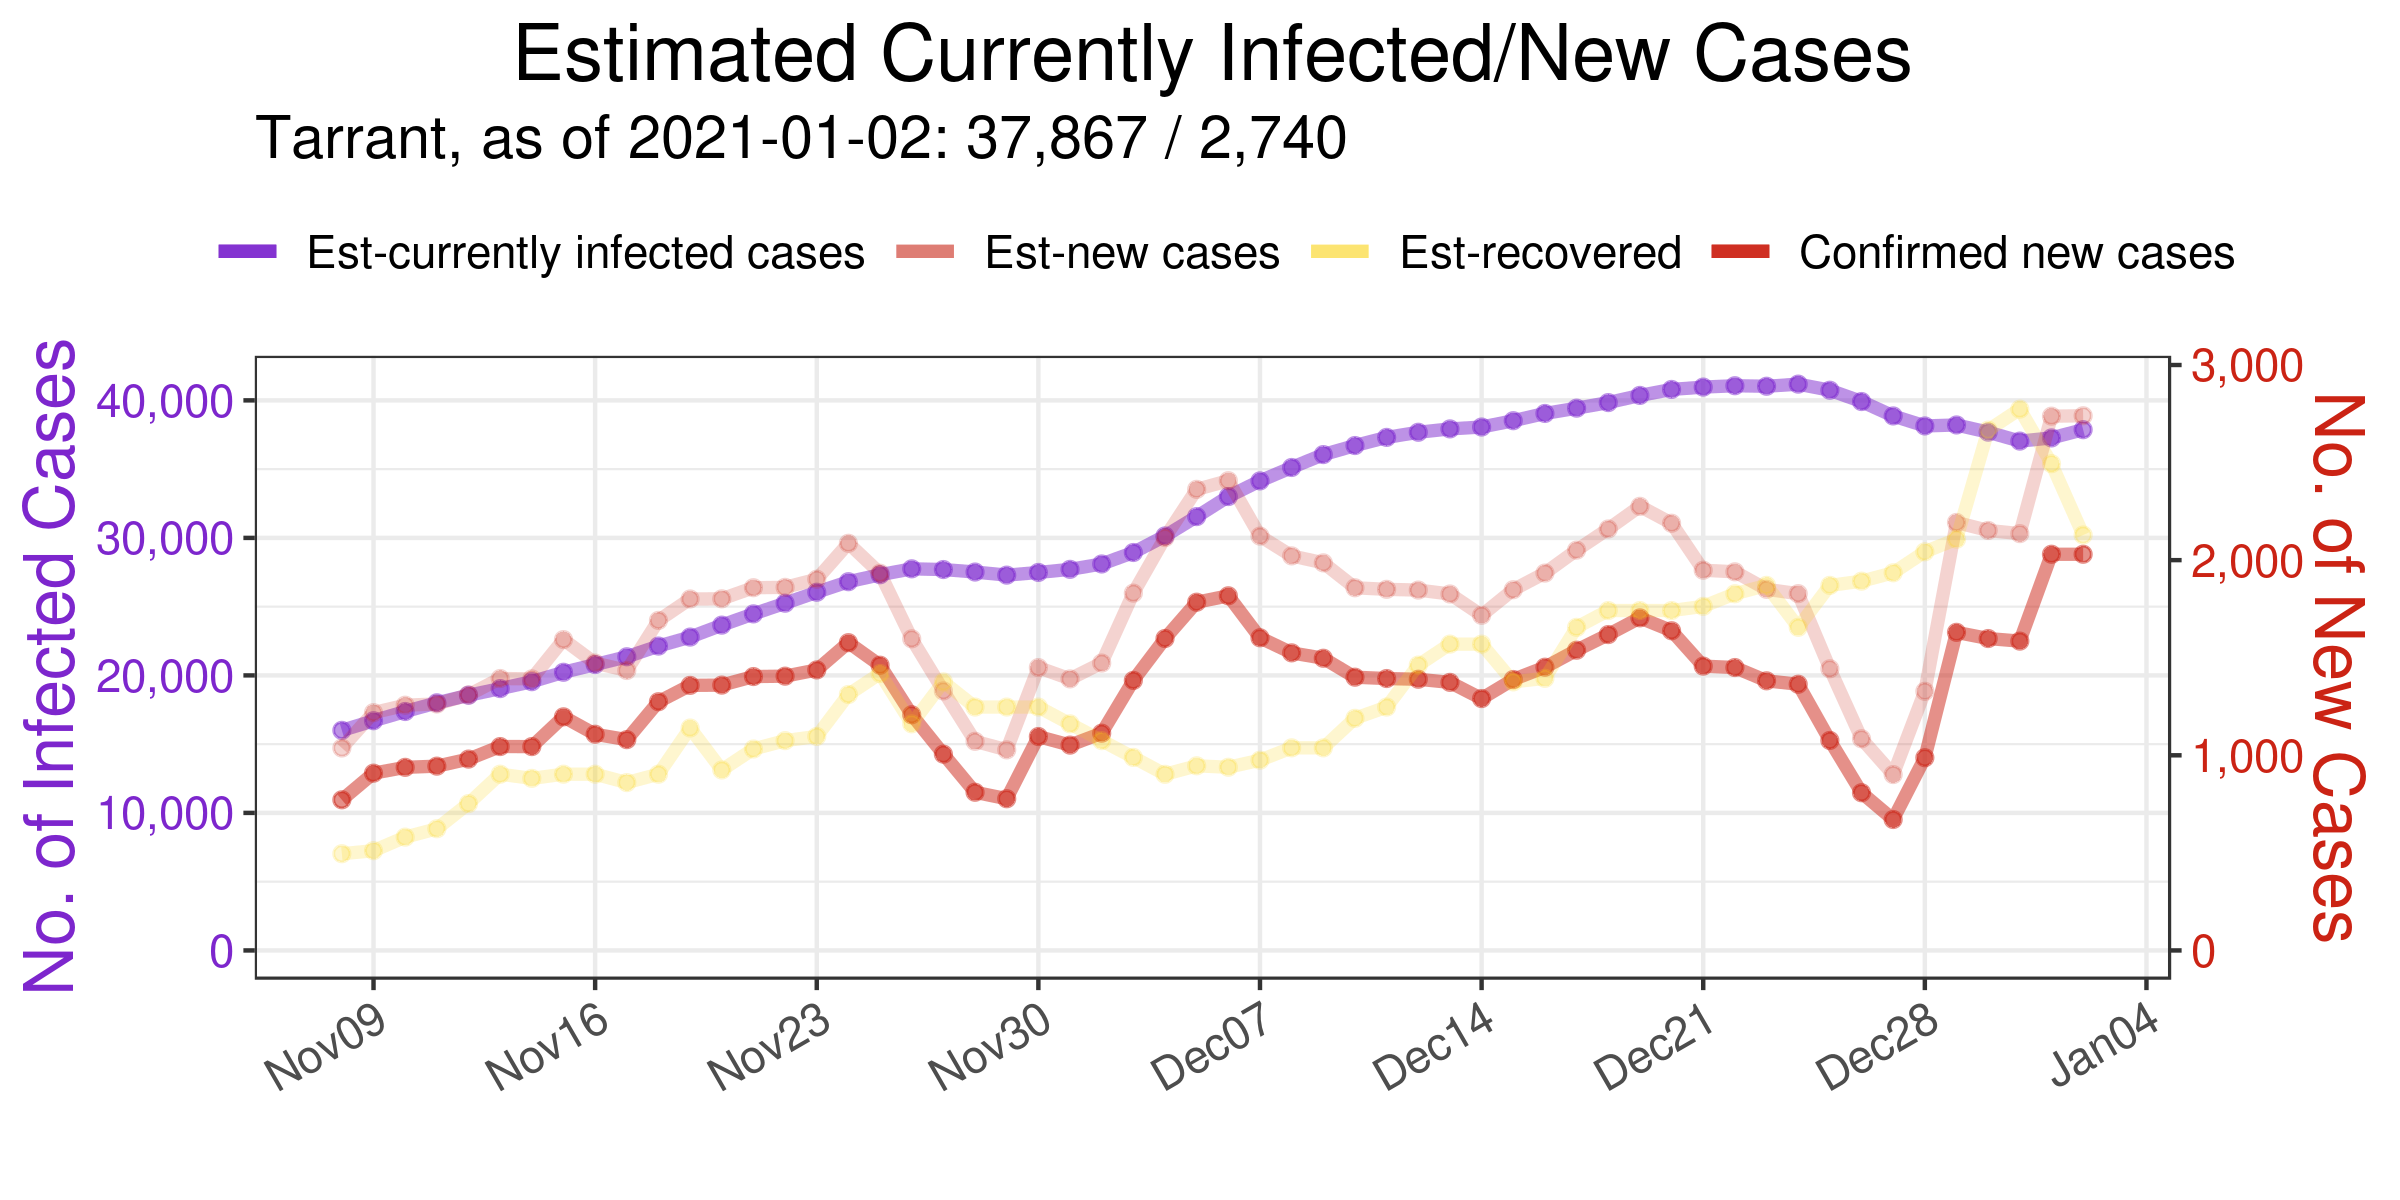 Estimated Currently Infected/New Cases
Tarrant, as of 2021-01-02: 37,867 / 2,740
Est-currently infected cases Est-new cases Est-recovered Confirmed new cases
No. of Infected Cases
40,000
30,000
20,000
10,000
0
3,000
2,000
1,000
0
No. of New Cases
Nov09 Nov16 Nov23 Nov30 Dec07 Dec14 Dec21 Dec28 Jan04